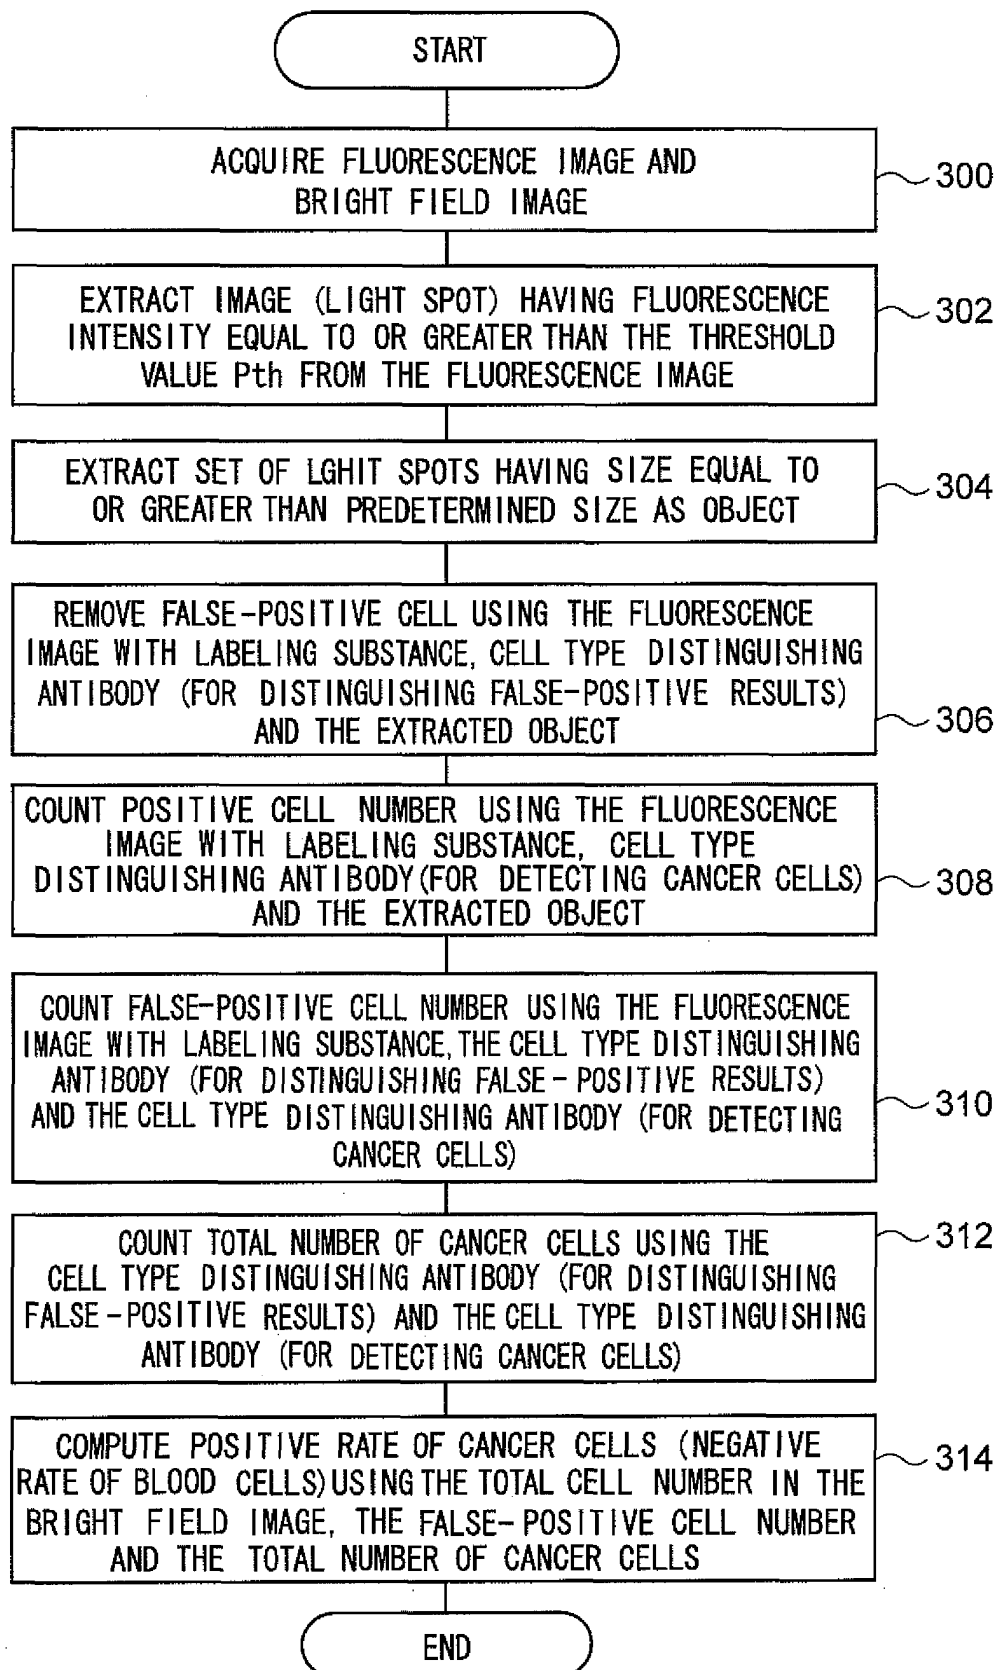 START
ACQUIRE FLUORESCENCE IMAGE AND
BRIGHT FIELD IMAGE
300
EXTRACT IMAGE (LIGHT SPOT) HAVING FLUORESCENCE
INTENSITY EQUAL TO OR GREATER THAN THE THRESHOLD
VALUE Pth FROM THE FLUORESCENCE IMAGE
302
EXTRACT SET OF LGHIT SPOTS HAVING SIZE EQUAL TO
OR GREATER THAN PREDETERMINED SIZE AS OBJECT
304
REMOVE FALSE-POSITIVE CELL USING THE FLUORESCENCE
IMAGE WITH LABELING SUBSTANCE, CELL TYPE DISTINGUISHING
ANTIBODY (FOR DISTINGUISHING FALSE-POSITIVE RESULTS)
AND THE EXTRACTED OBJECT
306
COUNT POSITIVE CELL NUMBER USING THE FLUORESCENCE
IMAGE WITH LABELING SUBSTANCE, CELL TYPE
DISTINGUISHING ANTIBODY (FOR DETECTING CANCER CELLS)
AND THE EXTRACTED OBJECT
308
COUNT FALSE-POSITIVE CELL NUMBER USING THE FLUORESCENCE
IMAGE WITH LABELING SUBSTANCE, THE CELL TYPE DISTINGUISHING
ANTIBODY (FOR DISTINGUISHING FALSE-POSITIVE RESULTS)
AND THE CELL TYPE DISTINGUISHING ANTIBODY (FOR DETECTING
CANCER CELLS)
310
COUNT TOTAL NUMBER OF CANCER CELLS USING THE
CELL TYPE DISTINGUISHING ANTIBODY (FOR DISTINGUISHING
FALSE-POSITIVE RESULTS) AND THE CELL TYPE DISTINGUISHING
ANTIBODY (FOR DETECTING CANCER CELLS)
312
COMPUTE POSITIVE RATE OF CANCER CELLS (NEGATIVE
RATE OF BLOOD CELLS) USING THE TOTAL CELL NUMBER IN THE
BRIGHT FIELD IMAGE, THE FALSE-POSITIVE CELL NUMBER
AND THE TOTAL NUMBER OF CANCER CELLS
314
END